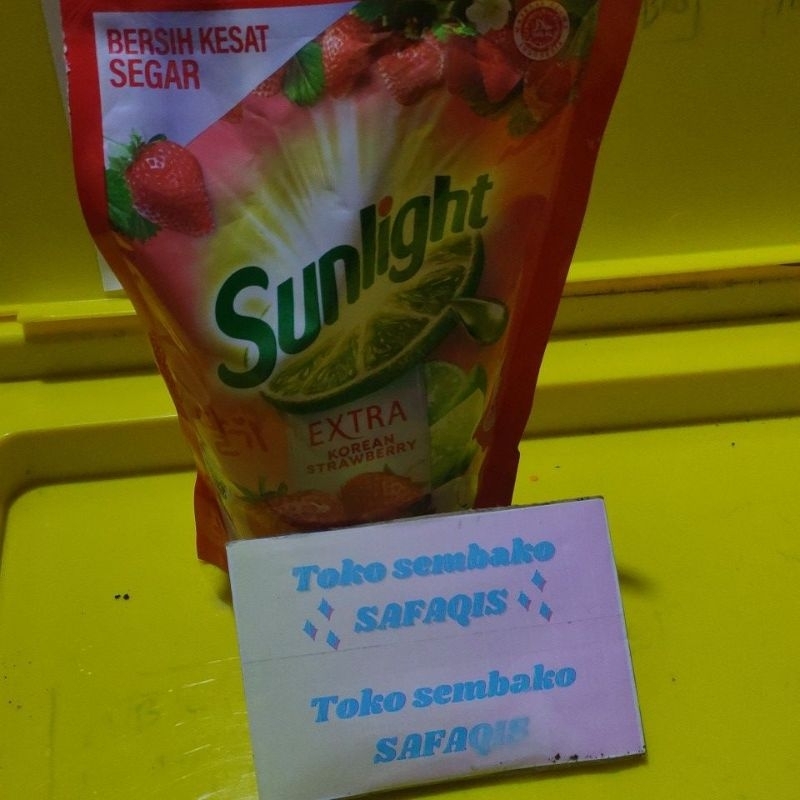 BERSIH KESAT
SEGAR
Sunlight
EXTRA
KOREAN
STRAWBERRY
Toko sembako
SAFAQIS
Toko sembako
SAFAQIS